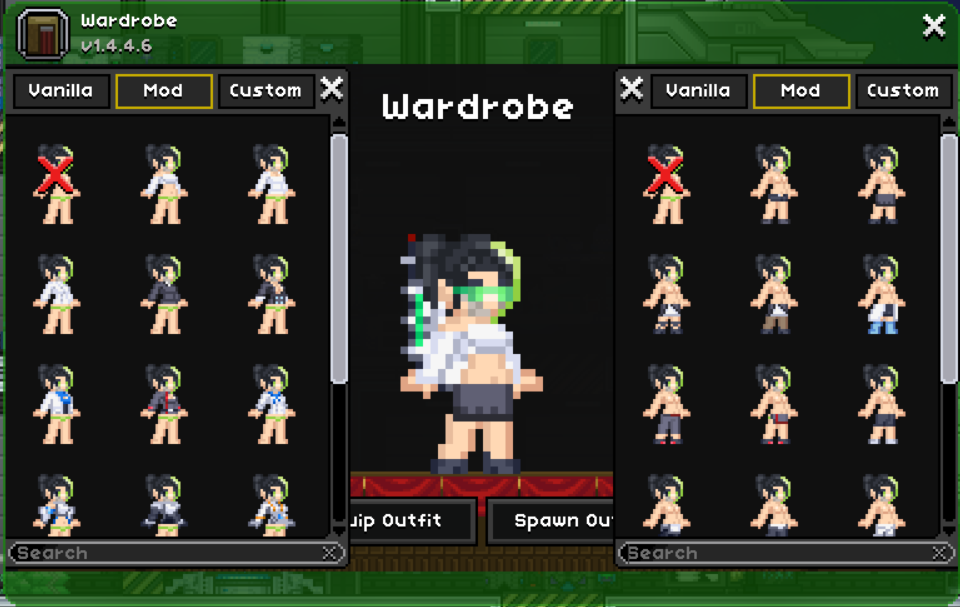 Wardrobe
v1.4.4.6
Vanilla Mod Custom
Vanilla Mod Custom
Wardrobe
uip Outfit
Spawn Ou
Search
Search